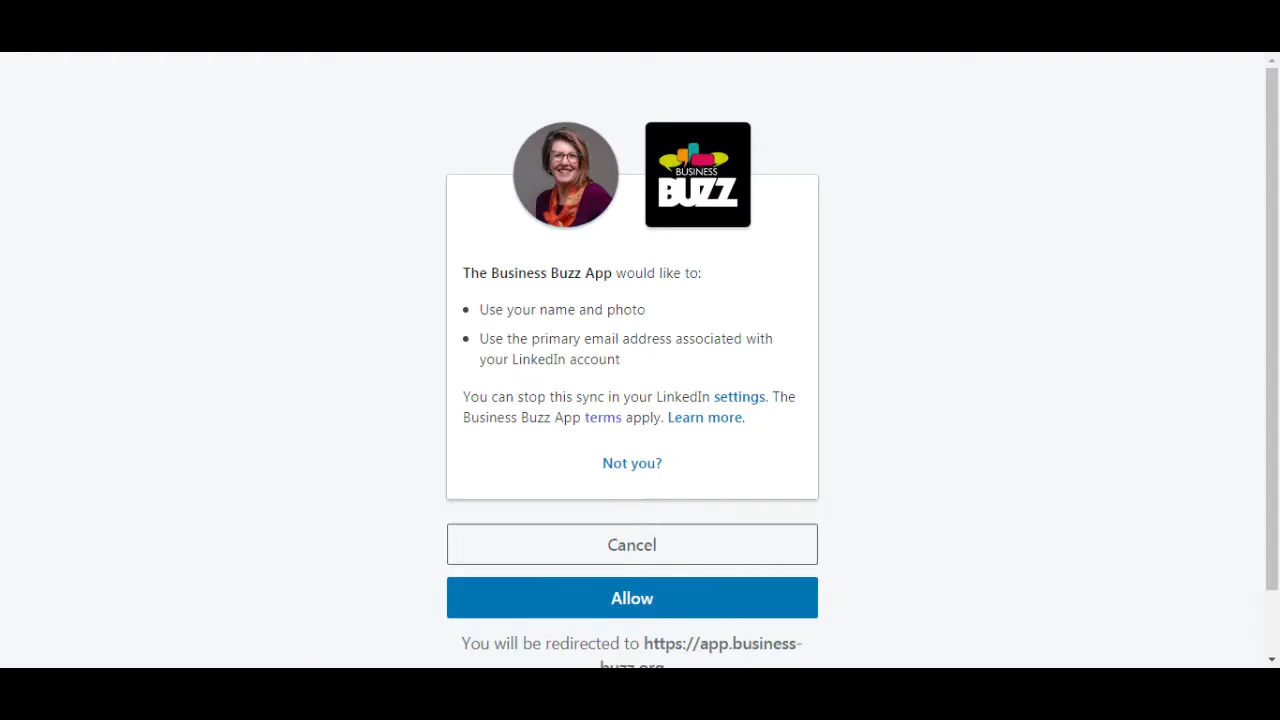 BUSINESS
BUZZ
The Business Buzz App would like to:
Use your name and photo
Use the primary email address associated with
your LinkedIn account
You can stop this sync in your LinkedIn settings. The
Business Buzz App terms apply. Learn more.
Not you?
Cancel
Allow
You will be redirected to https://app.business-
buzz.org